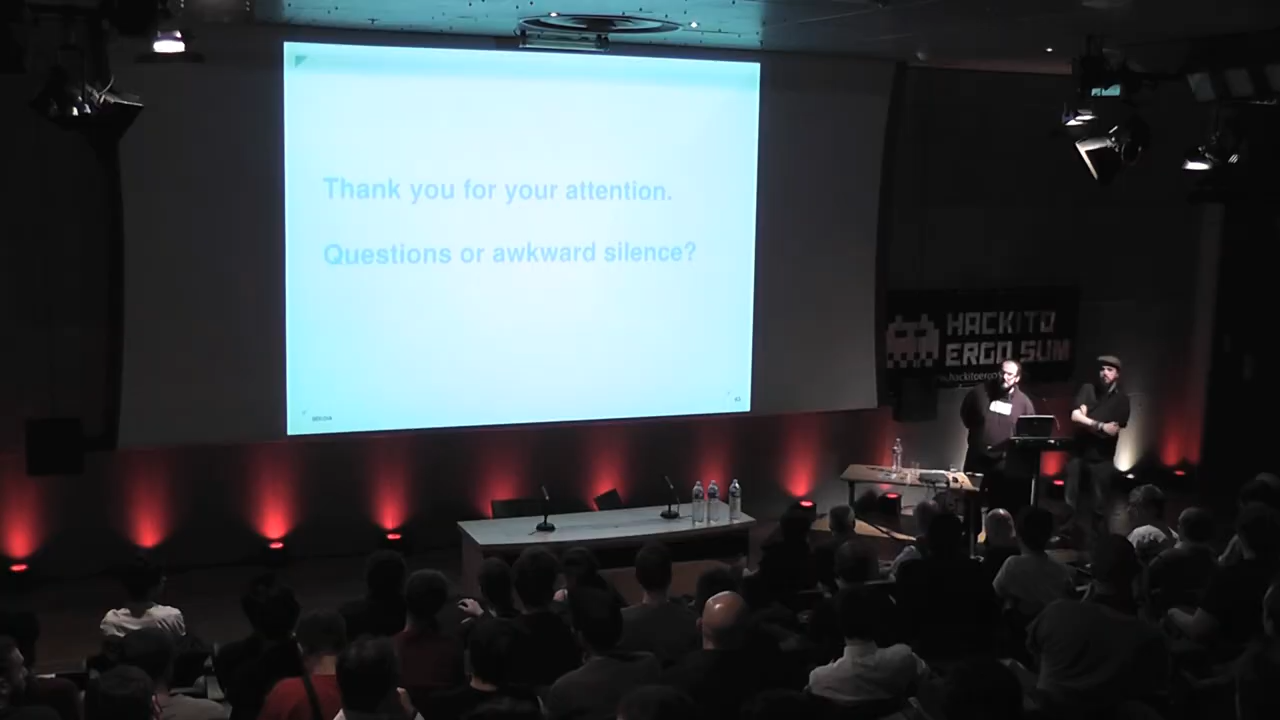 Thank you for your attention.
Questions or awkward silence?
HACKITO
ERGO SUM